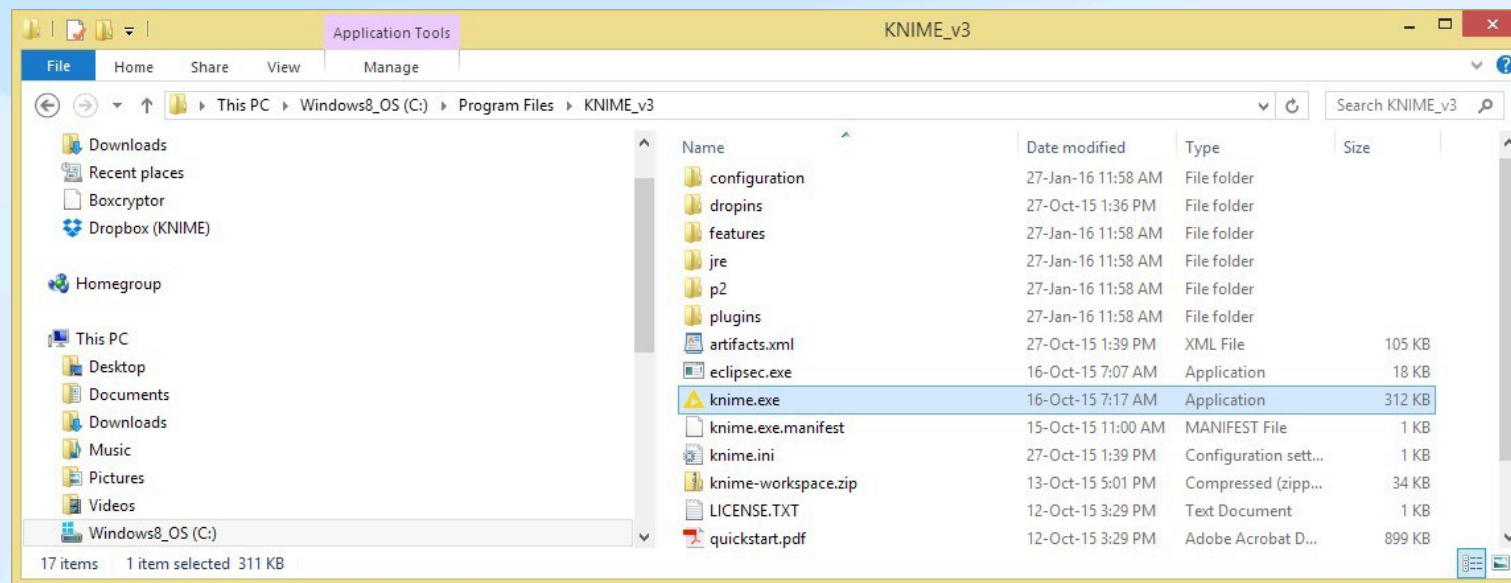 Application Tools
KNIME_v3
File Home Share View Manage
This PC Windows8_OS (C:) Program Files KNIME_v3
Search KNIME_v3
Downloads
Recent places
Boxcryptor
Dropbox (KNIME)
Homegroup
This PC
Desktop
Documents
Downloads
Music
Pictures
Videos
Windows8_OS (C:)
Name Date modified Type Size
configuration 27-Jan-16 11:58 AM File folder
dropins 27-Oct-15 1:36 PM File folder
features 27-Jan-16 11:58 AM File folder
jre 27-Jan-16 11:58 AM File folder
p2 27-Jan-16 11:58 AM File folder
plugins 27-Jan-16 11:58 AM File folder
artifacts.xml 27-Oct-15 1:39 PM XML File 105 KB
eclipsec.exe 16-Oct-15 7:07 AM Application 18 KB
knime.exe 16-Oct-15 7:17 AM Application 312 KB
knime.exe.manifest 15-Oct-15 11:00 AM MANIFEST File 1 KB
knime.ini 27-Oct-15 1:39 PM Configuration sett... 1 KB
knime-workspace.zip 13-Oct-15 5:01 PM Compressed (zipp... 34 KB
LICENSE.TXT 12-Oct-15 3:29 PM Text Document 1 KB
quickstart.pdf 12-Oct-15 3:29 PM Adobe Acrobat D... 899 KB
17 items 1 item selected 311 KB